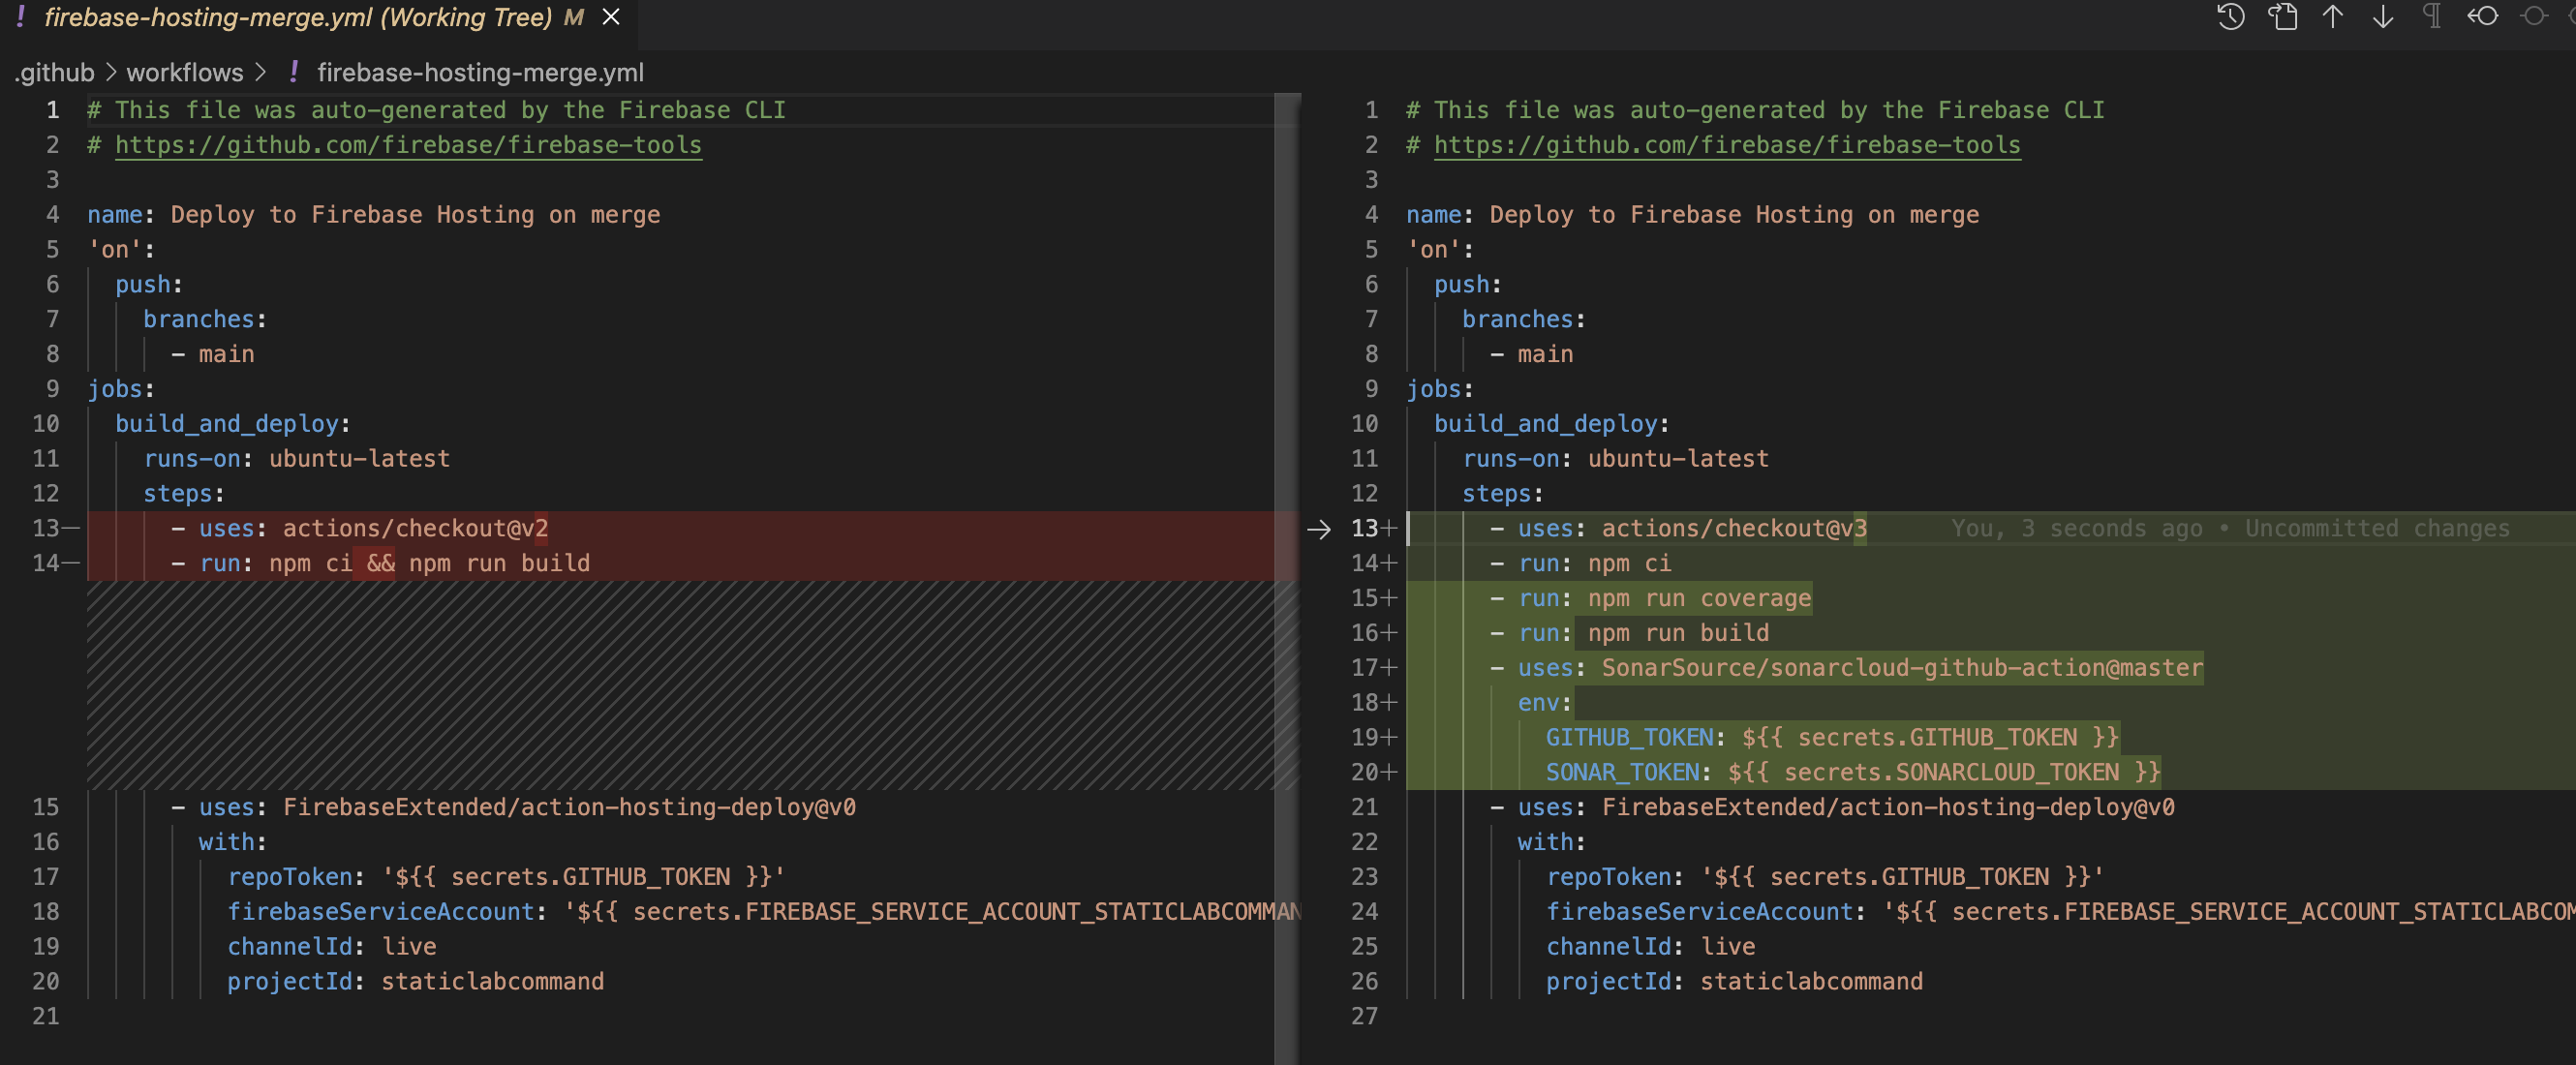 ! firebase-hosting-merge.yml (Working Tree) M
.github > workflows > ! firebase-hosting-merge.yml
1 # This file was auto-generated by the Firebase CLI
2 # https://github.com/firebase/firebase-tools
3
4 name: Deploy to Firebase Hosting on merge
5 'on':
6 push:
7 branches:
8 - main
9 jobs:
10 build_and_deploy:
11 runs-on: ubuntu-latest
12 steps:
13— - uses: actions/checkout@v2
14— - run: npm ci && npm run build
15 - uses: FirebaseExtended/action-hosting-deploy@v0
16 with:
17 repoToken: '${{ secrets.GITHUB_TOKEN }}'
18 firebaseServiceAccount: '${{ secrets.FIREBASE_SERVICE_ACCOUNT_STATICLABCOMMAN
19 channelId: live
20 projectId: staticlabcommand
21
1 # This file was auto-generated by the Firebase CLI
2 # https://github.com/firebase/firebase-tools
3
4 name: Deploy to Firebase Hosting on merge
5 'on':
6 push:
7 branches:
8 - main
9 jobs:
10 build_and_deploy:
11 runs-on: ubuntu-latest
12 steps:
13+ - uses: actions/checkout@v3 You, 3 seconds ago • Uncommitted changes
14+ - run: npm ci
15+ - run: npm run coverage
16+ - run: npm run build
17+ - uses: SonarSource/sonarcloud-github-action@master
18+ env:
19+ GITHUB_TOKEN: ${{ secrets.GITHUB_TOKEN }}
20+ SONAR_TOKEN: ${{ secrets.SONARCLOUD_TOKEN }}
21 - uses: FirebaseExtended/action-hosting-deploy@v0
22 with:
23 repoToken: '${{ secrets.GITHUB_TOKEN }}'
24 firebaseServiceAccount: '${{ secrets.FIREBASE_SERVICE_ACCOUNT_STATICLABCOM
25 channelId: live
26 projectId: staticlabcommand
27